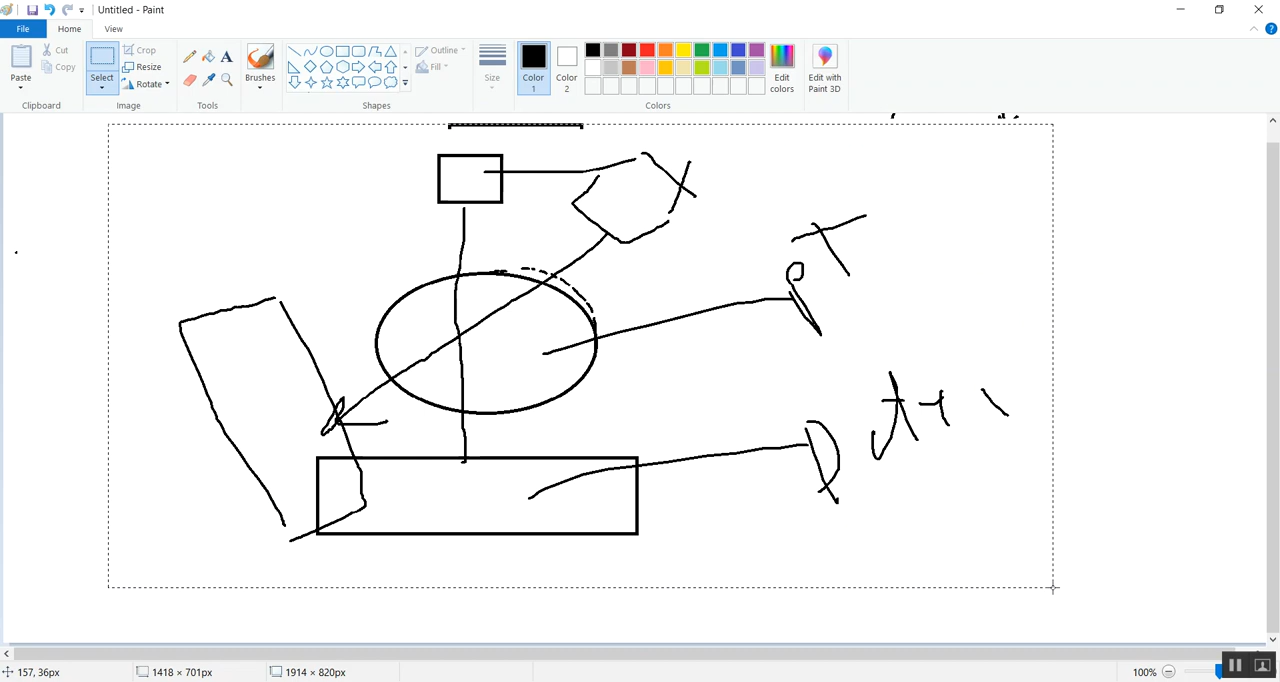 Untitled - Paint
File Home View
Paste Cut Copy
Select Crop Resize Rotate
Brushes
Outline Fill
Size
Color 1 Color 2
Edit colors
Edit with Paint 3D
Clipboard Image Tools Shapes Colors
157, 36px 1418 × 701px 1914 × 820px 100%